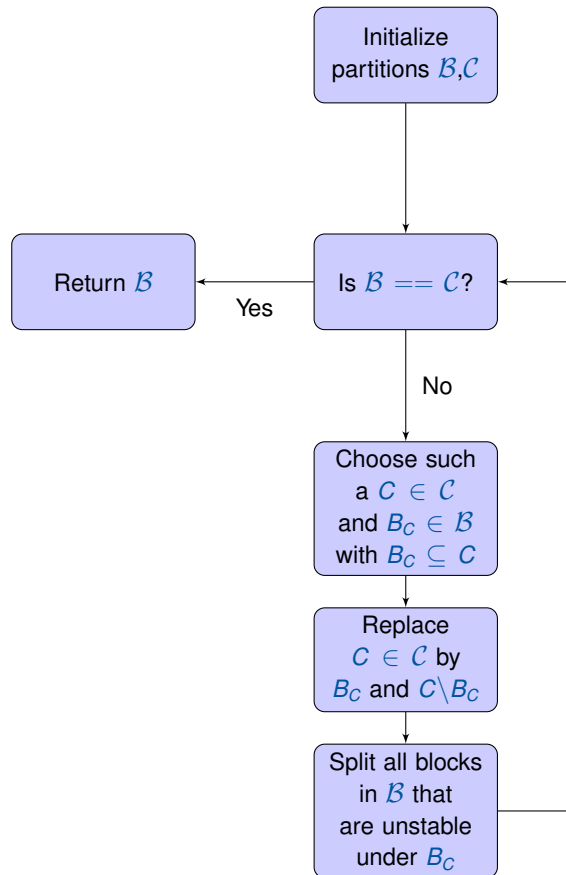 Initialize
partitions ℬ,𝒞
Return ℬ
Yes
Is ℬ == 𝒞?
No
Choose such
a C ∈ 𝒞
and B_C ∈ ℬ
with B_C ⊆ C
Replace
C ∈ 𝒞 by
B_C and C\B_C
Split all blocks
in ℬ that
are unstable
under B_C